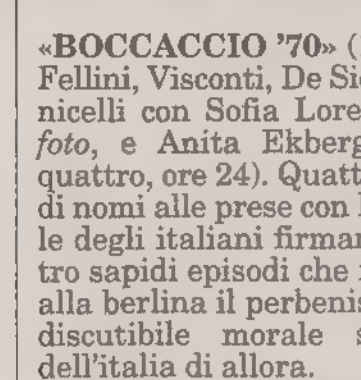 «BOCCACCIO '70» (
Fellini, Visconti, De Si
nicelli con Sofia Lore
foto, e Anita Ekberg
quattro, ore 24). Quatt
di nomi alle prese con
le degli italiani firma
tro sapidi episodi che
alla berlina il perbenis
discutibile morale s
dell'italia di allora.